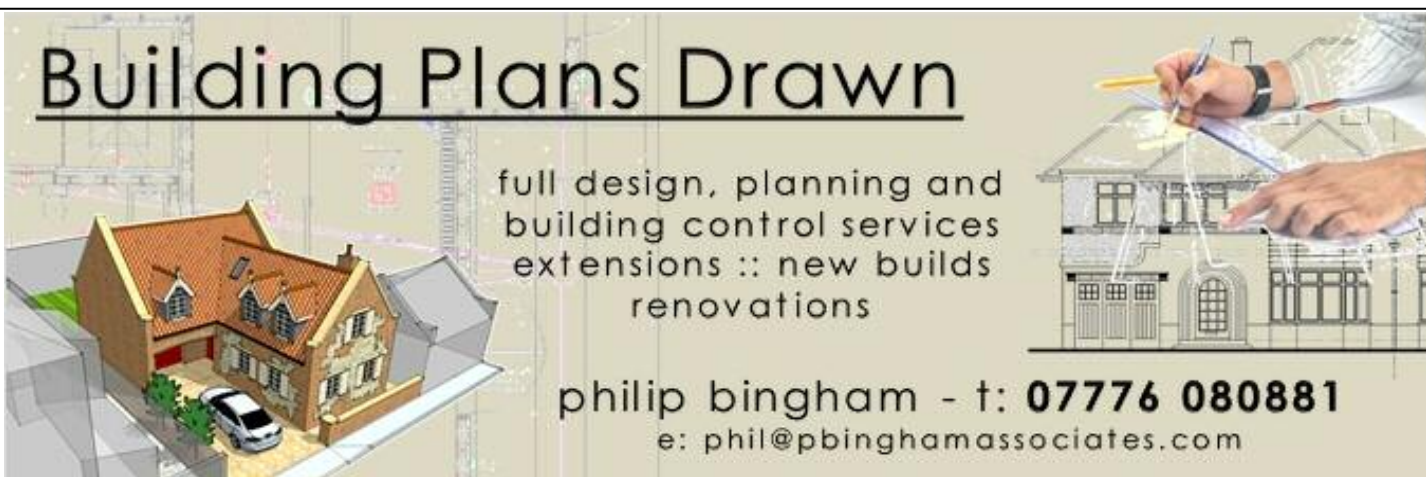 Building Plans Drawn
full design, planning and
building control services
extensions :: new builds
renovations
philip bingham - t: 07776 080881
e: phil@pbinghamassociates.com